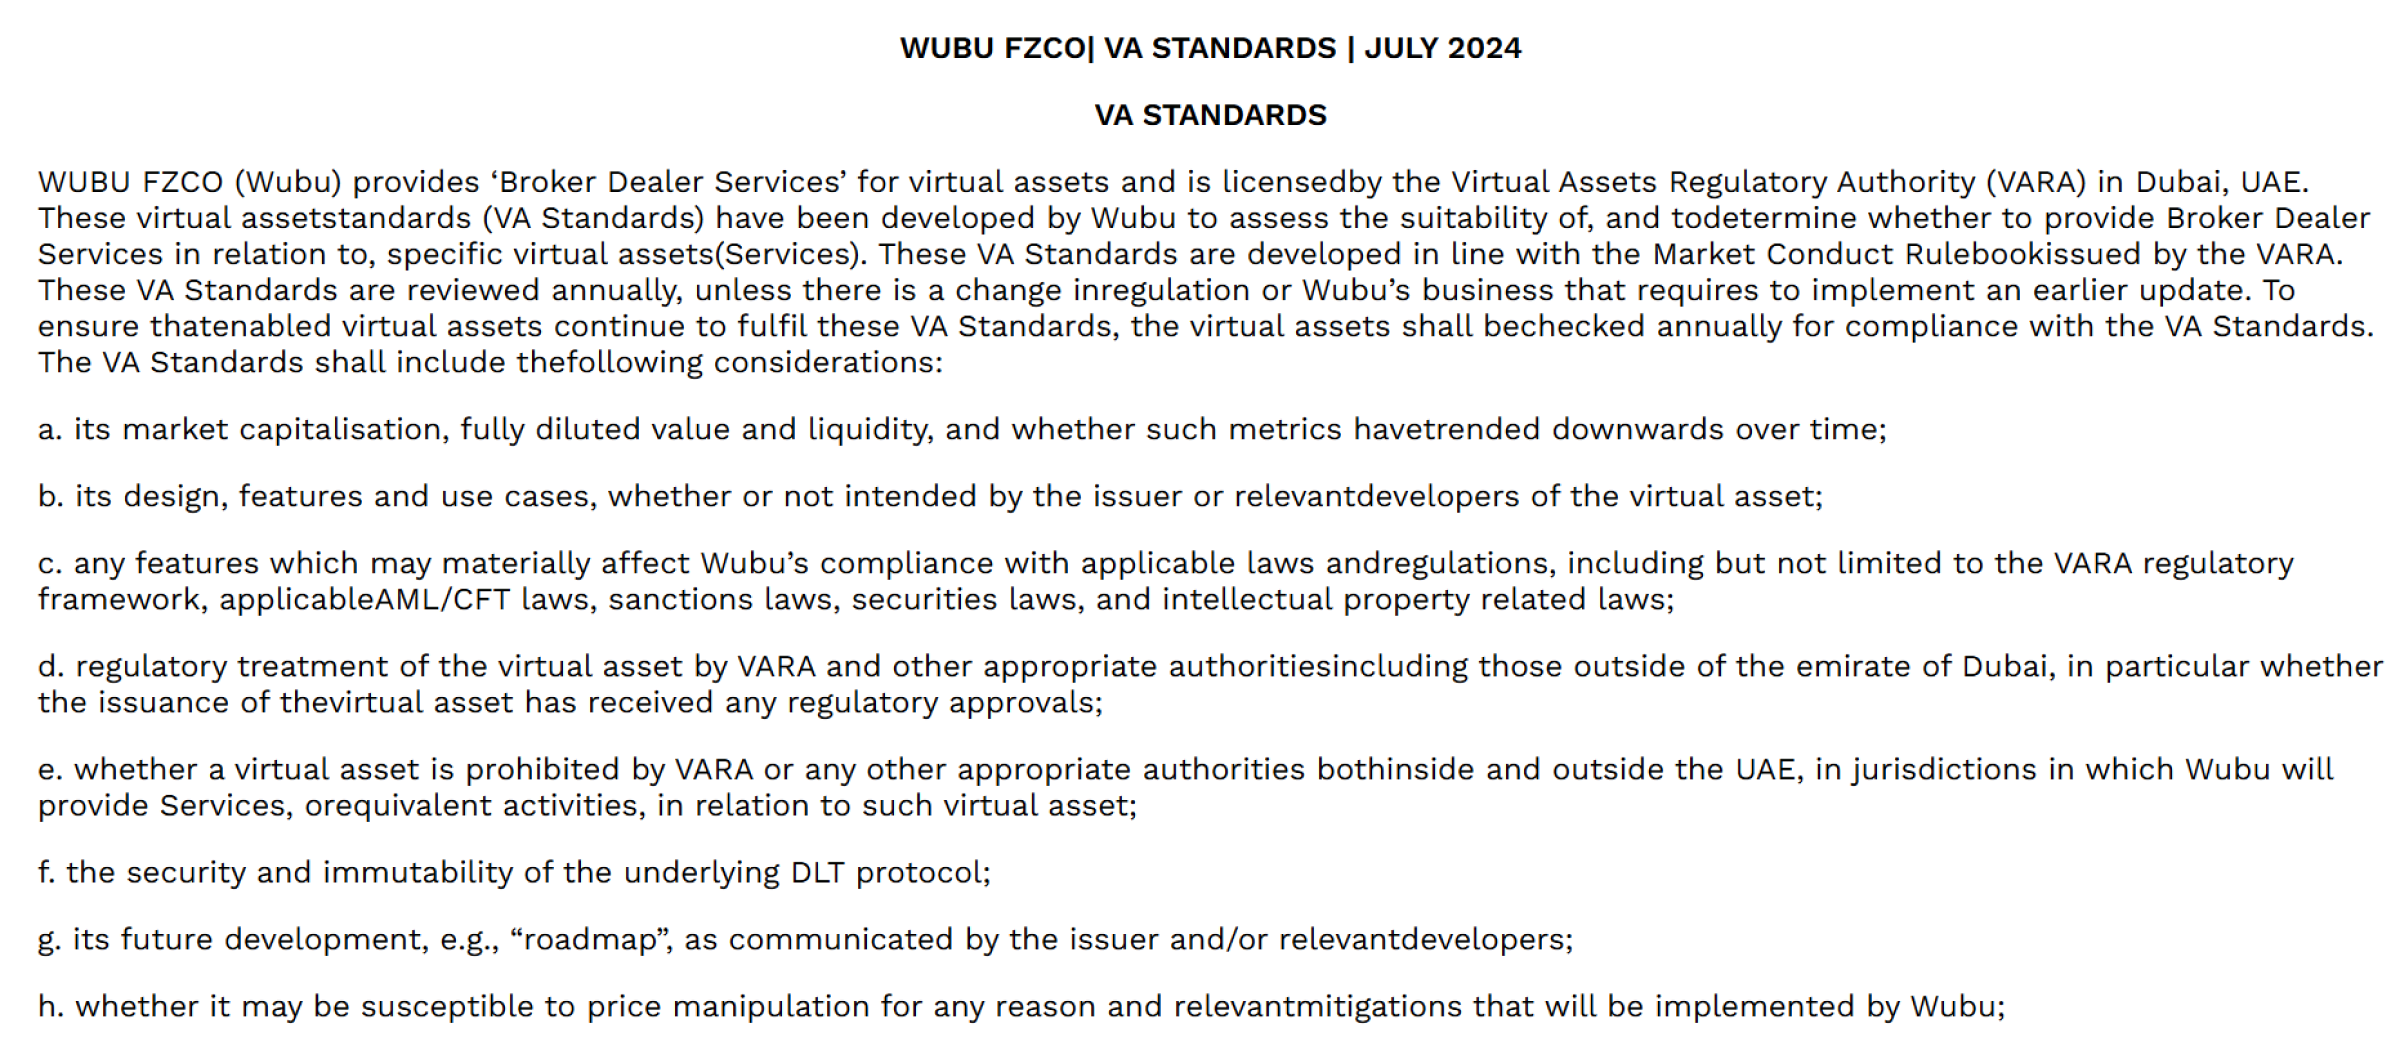 WUBU FZCO| VA STANDARDS | JULY 2024
VA STANDARDS
WUBU FZCO (Wubu) provides ‘Broker Dealer Services’ for virtual assets and is licensedby the Virtual Assets Regulatory Authority (VARA) in Dubai, UAE.
These virtual assetstandards (VA Standards) have been developed by Wubu to assess the suitability of, and todetermine whether to provide Broker Dealer
Services in relation to, specific virtual assets(Services). These VA Standards are developed in line with the Market Conduct Rulebookissued by the VARA.
These VA Standards are reviewed annually, unless there is a change inregulation or Wubu’s business that requires to implement an earlier update. To
ensure thatenabled virtual assets continue to fulfil these VA Standards, the virtual assets shall bechecked annually for compliance with the VA Standards.
The VA Standards shall include thefollowing considerations:
a. its market capitalisation, fully diluted value and liquidity, and whether such metrics havetrended downwards over time;
b. its design, features and use cases, whether or not intended by the issuer or relevantdevelopers of the virtual asset;
c. any features which may materially affect Wubu’s compliance with applicable laws andregulations, including but not limited to the VARA regulatory
framework, applicableAML/CFT laws, sanctions laws, securities laws, and intellectual property related laws;
d. regulatory treatment of the virtual asset by VARA and other appropriate authoritiesincluding those outside of the emirate of Dubai, in particular whether
the issuance of thevirtual asset has received any regulatory approvals;
e. whether a virtual asset is prohibited by VARA or any other appropriate authorities bothinside and outside the UAE, in jurisdictions in which Wubu will
provide Services, orequivalent activities, in relation to such virtual asset;
f. the security and immutability of the underlying DLT protocol;
g. its future development, e.g., “roadmap”, as communicated by the issuer and/or relevantdevelopers;
h. whether it may be susceptible to price manipulation for any reason and relevantmitigations that will be implemented by Wubu;